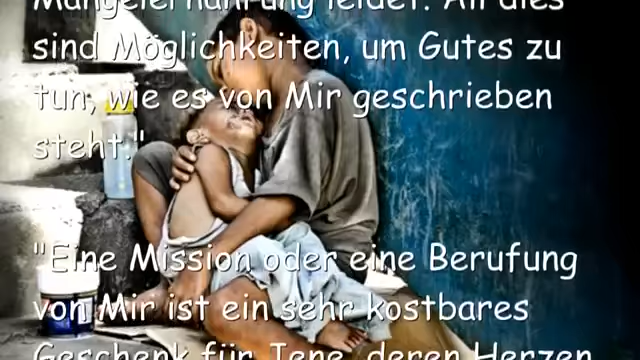 Mangelernährung leidet. All dies
sind Möglichkeiten, um Gutes zu
tun, wie es von Mir geschrieben
steht."
"Eine Mission oder eine Berufung
von Mir ist ein sehr kostbares
Geschenk für Jene, deren Herzen